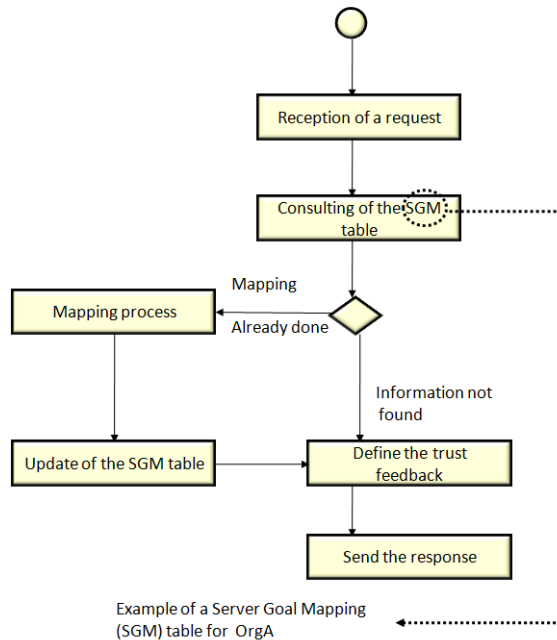 Reception of a request
Consulting of the SGM
table
Mapping
Already done
Mapping process
Information not
found
Update of the SGM table
Define the trust
feedback
Send the response
Example of a Server Goal Mapping
(SGM) table for OrgA